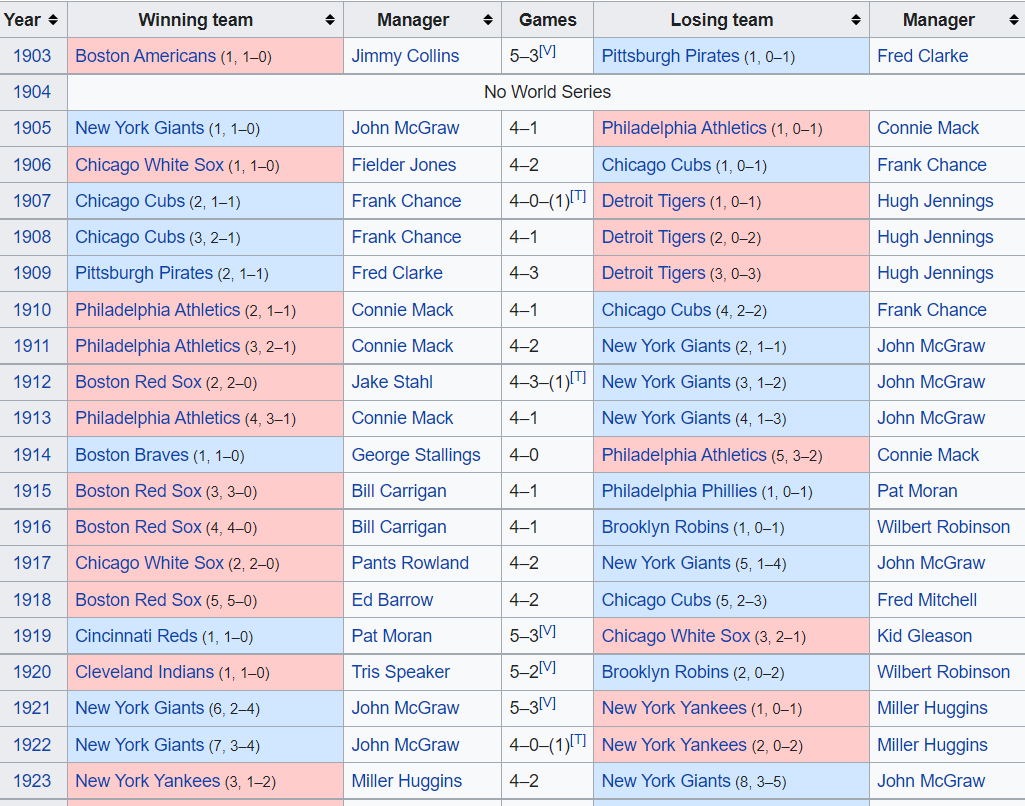 Year Winning team Manager Games Losing team Manager
1903 Boston Americans (1, 1–0) Jimmy Collins 5–3[V] Pittsburgh Pirates (1, 0–1) Fred Clarke
1904 No World Series
1905 New York Giants (1, 1–0) John McGraw 4–1 Philadelphia Athletics (1, 0–1) Connie Mack
1906 Chicago White Sox (1, 1–0) Fielder Jones 4–2 Chicago Cubs (1, 0–1) Frank Chance
1907 Chicago Cubs (2, 1–1) Frank Chance 4–0–(1)[T] Detroit Tigers (1, 0–1) Hugh Jennings
1908 Chicago Cubs (3, 2–1) Frank Chance 4–1 Detroit Tigers (2, 0–2) Hugh Jennings
1909 Pittsburgh Pirates (2, 1–1) Fred Clarke 4–3 Detroit Tigers (3, 0–3) Hugh Jennings
1910 Philadelphia Athletics (2, 1–1) Connie Mack 4–1 Chicago Cubs (4, 2–2) Frank Chance
1911 Philadelphia Athletics (3, 2–1) Connie Mack 4–2 New York Giants (2, 1–1) John McGraw
1912 Boston Red Sox (2, 2–0) Jake Stahl 4–3–(1)[T] New York Giants (3, 1–2) John McGraw
1913 Philadelphia Athletics (4, 3–1) Connie Mack 4–1 New York Giants (4, 1–3) John McGraw
1914 Boston Braves (1, 1–0) George Stallings 4–0 Philadelphia Athletics (5, 3–2) Connie Mack
1915 Boston Red Sox (3, 3–0) Bill Carrigan 4–1 Philadelphia Phillies (1, 0–1) Pat Moran
1916 Boston Red Sox (4, 4–0) Bill Carrigan 4–1 Brooklyn Robins (1, 0–1) Wilbert Robinson
1917 Chicago White Sox (2, 2–0) Pants Rowland 4–2 New York Giants (5, 1–4) John McGraw
1918 Boston Red Sox (5, 5–0) Ed Barrow 4–2 Chicago Cubs (5, 2–3) Fred Mitchell
1919 Cincinnati Reds (1, 1–0) Pat Moran 5–3[V] Chicago White Sox (3, 2–1) Kid Gleason
1920 Cleveland Indians (1, 1–0) Tris Speaker 5–2[V] Brooklyn Robins (2, 0–2) Wilbert Robinson
1921 New York Giants (6, 2–4) John McGraw 5–3[V] New York Yankees (1, 0–1) Miller Huggins
1922 New York Giants (7, 3–4) John McGraw 4–0–(1)[T] New York Yankees (2, 0–2) Miller Huggins
1923 New York Yankees (3, 1–2) Miller Huggins 4–2 New York Giants (8, 3–5) John McGraw